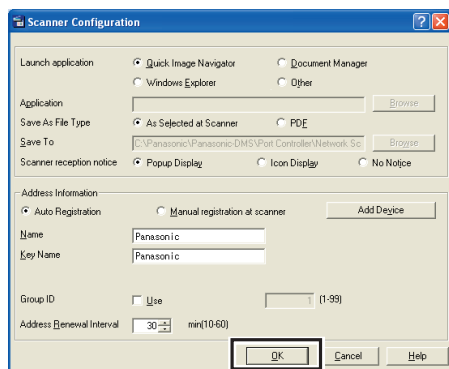 Scanner Configuration
Launch application Quick Image Navigator Document Manager
Windows Explorer Other
Application Browse
Save As File Type As Selected at Scanner PDF
Save To C:\Panasonic\Panasonic-DMS\Port Controller\Network Sc Browse
Scanner reception notice Popup Display Icon Display No Notice
Address Information
Auto Registration Manual registration at scanner Add Device
Name Panasonic
Key Name Panasonic
Group ID Use 1 (1-99)
Address Renewal Interval 30 min(10-60)
OK Cancel Help